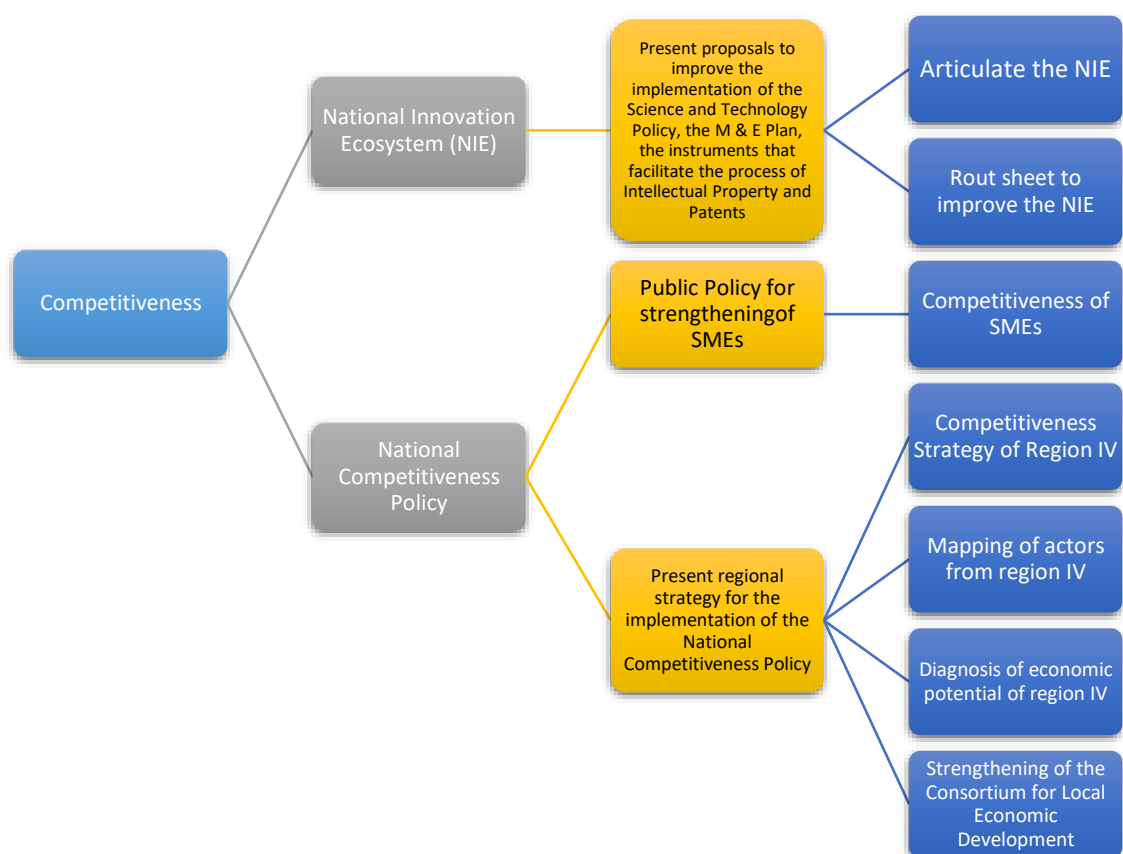 Competitiveness
National Innovation
Ecosystem (NIE)
National
Competitiveness
Policy
Present proposals to
improve the
implementation of the
Science and Technology
Policy, the M & E Plan,
the instruments that
facilitate the process of
Intellectual Property and
Patents
Public Policy for
strengtheningof
SMEs
Present regional
strategy for the
implementation of the
National
Competitiveness Policy
Articulate the NIE
Rout sheet to
improve the NIE
Competitiveness of
SMEs
Competitiveness
Strategy of Region IV
Mapping of actors
from region IV
Diagnosis of economic
potential of region IV
Strengthening of the
Consortium for Local
Economic
Development